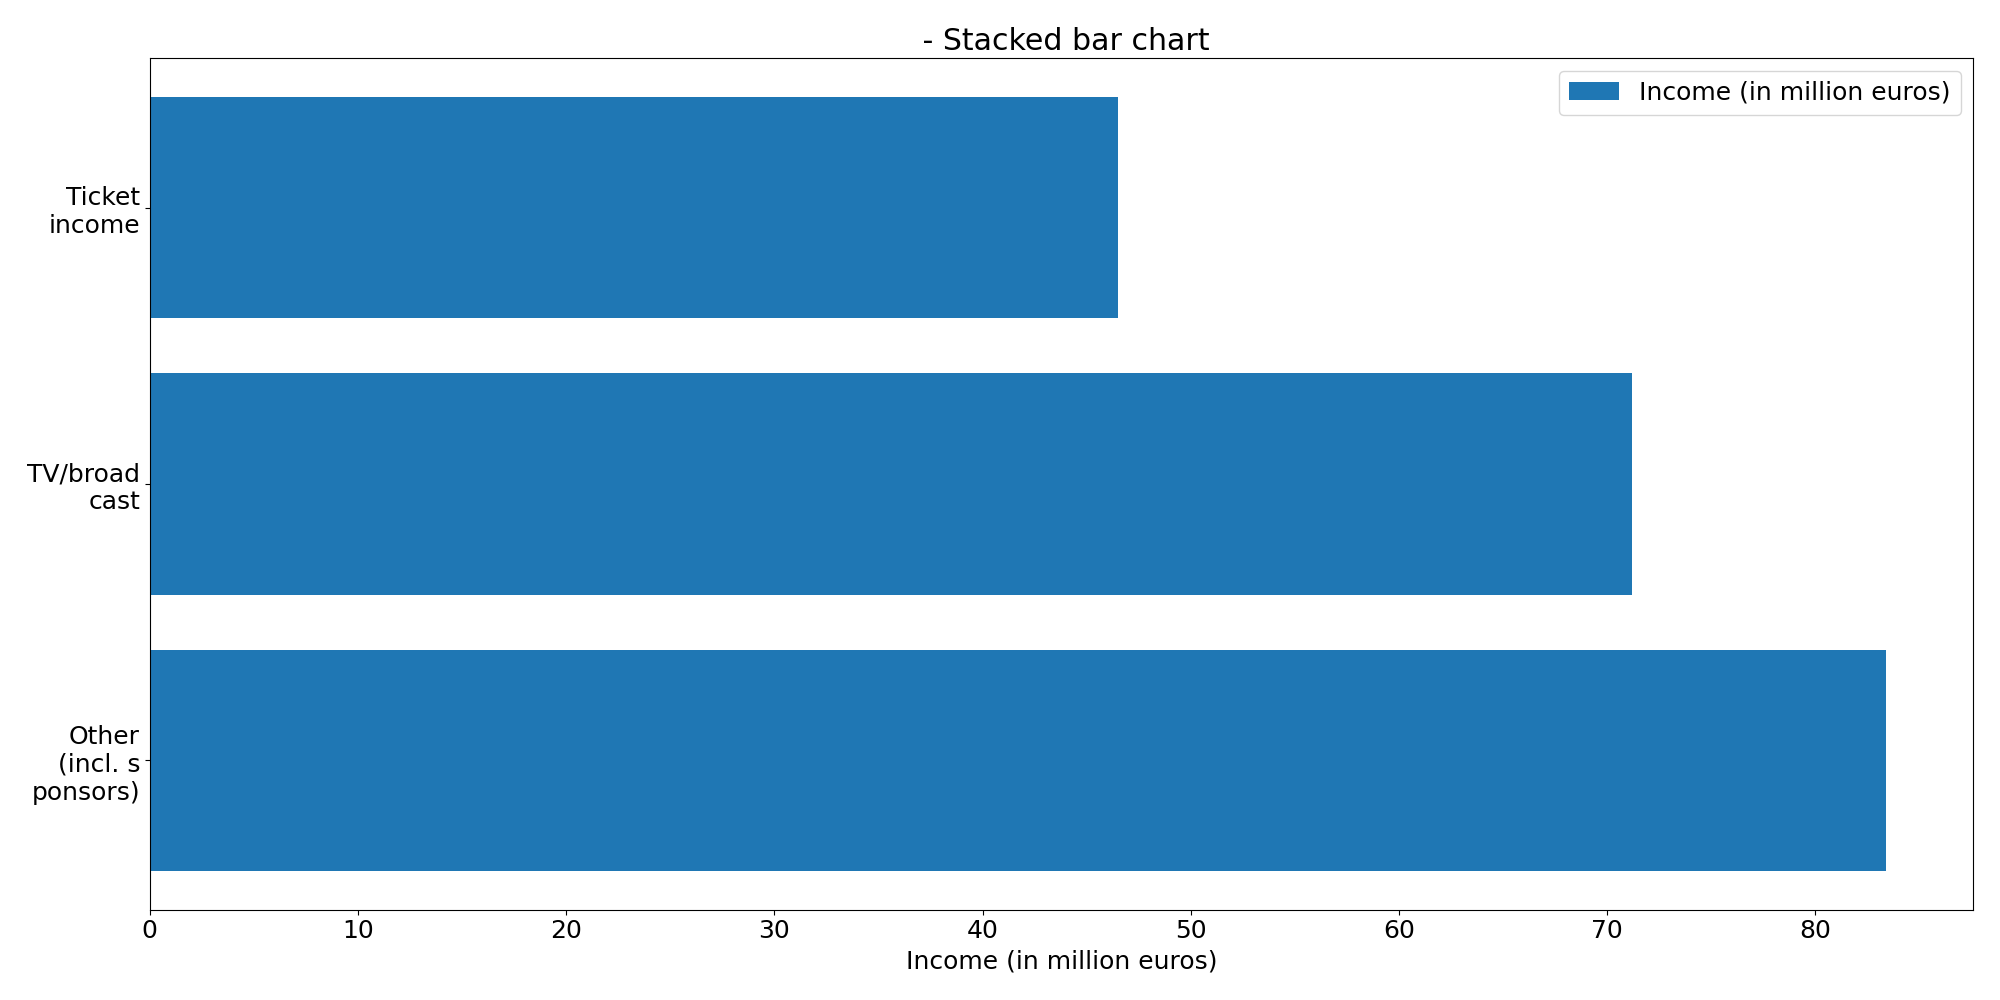 - Stacked bar chart
Income (in million euros)
Ticket
income
TV/broad
cast
Other
(incl. s
ponsors)
0 10 20 30 40 50 60 70 80
Income (in million euros)